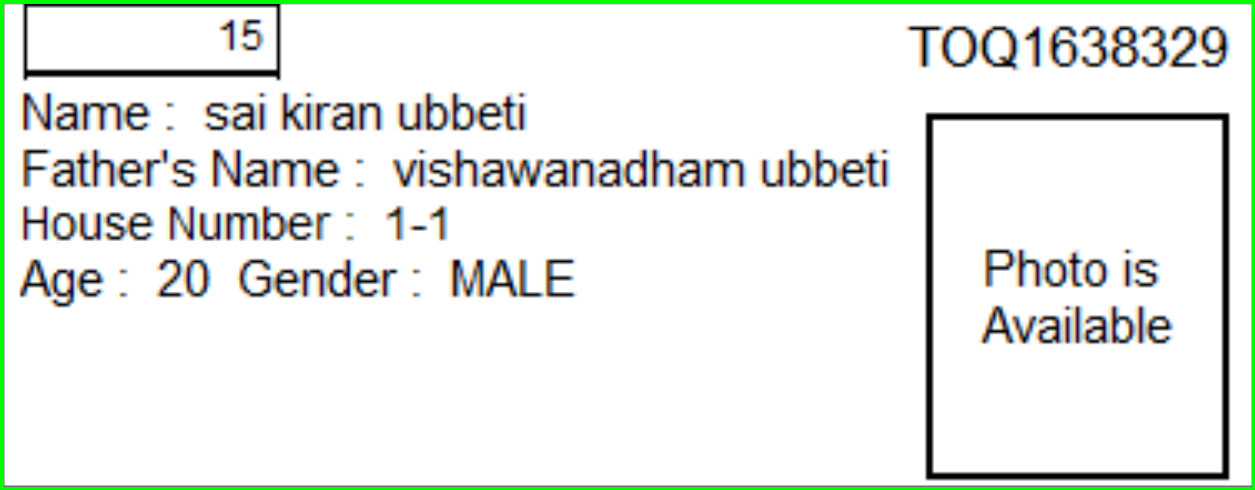 15
TOQ1638329
Name : sai kiran ubbeti
Father's Name : vishawanadham ubbeti
House Number : 1-1
Age : 20 Gender : MALE
Photo is
Available